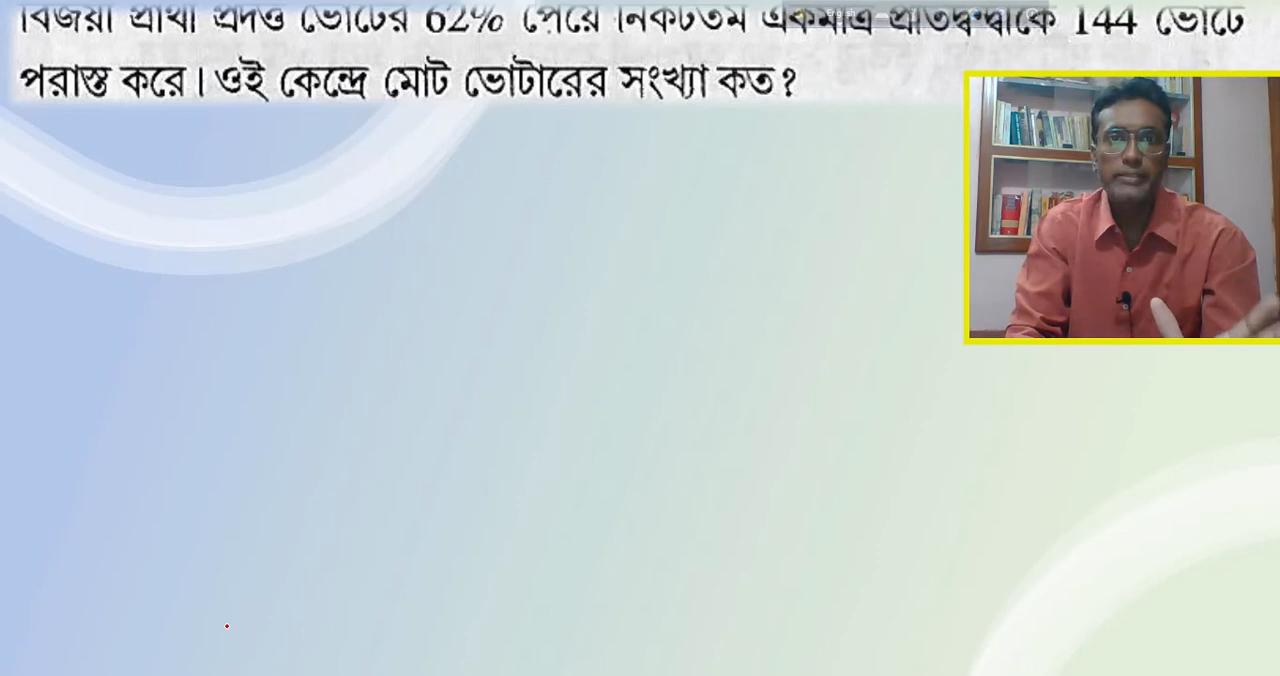 বিজয়ী প্রার্থী প্রদত্ত ভোটের 62% পেয়ে নিকটতম একমাত্র প্রতিদ্বন্দ্বীকে 144 ভোটে
পরাস্ত করে। ওই কেন্দ্রে মোট ভোটারের সংখ্যা কত?